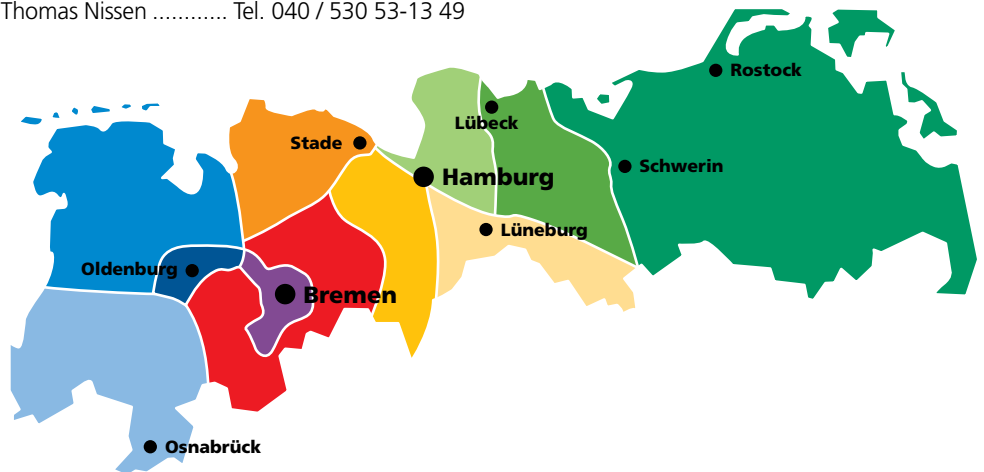 Thomas Nissen ............ Tel. 040 / 530 53-13 49
Rostock
Lübeck
Stade
Schwerin
Hamburg
Lüneburg
Oldenburg
Bremen
Osnabrück